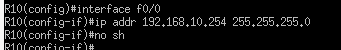 R10(config)#interface f0/0
R10(config-if)#ip addr 192.168.10.254 255.255.255.0
R10(config-if)#no sh
R10(config-if)#